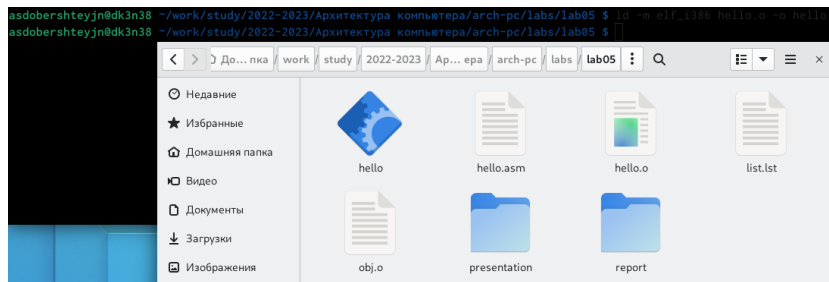 asdobershteyjn@dk3n38 ~/work/study/2022-2023/Архитектура компьютера/arch-pc/labs/lab05 $ ld -m elf_i386 hello.o -o hello
asdobershteyjn@dk3n38 ~/work/study/2022-2023/Архитектура компьютера/arch-pc/labs/lab05 $
До… пка / work / study / 2022-2023 / Ар… ера / arch-pc / labs / lab05
Недавние
Избранные
Домашняя папка
Видео
Документы
Загрузки
Изображения
hello hello.asm hello.o list.lst
obj.o presentation report